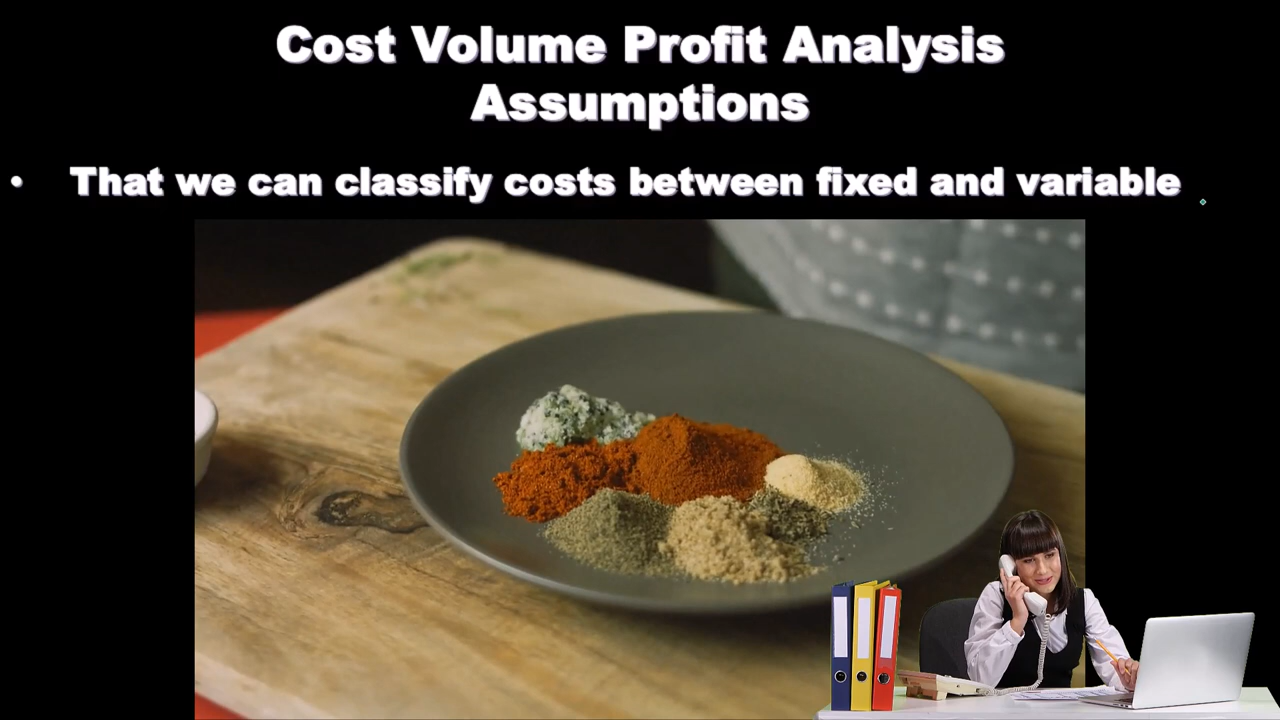 Cost Volume Profit Analysis
Assumptions
• That we can classify costs between fixed and variable